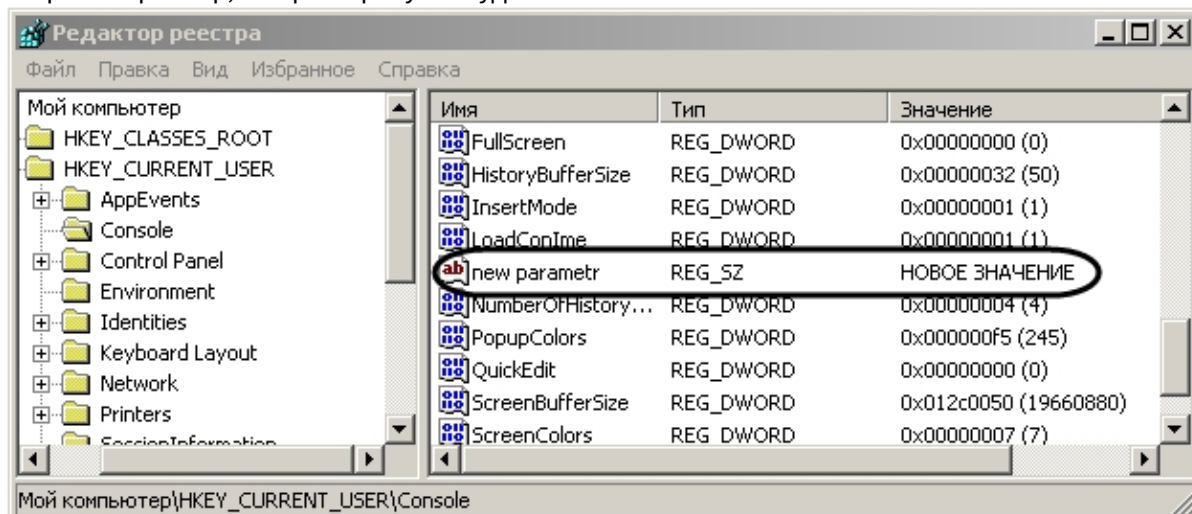 Редактор реестра
Файл Правка Вид Избранное Справка
Мой компьютер
HKEY_CLASSES_ROOT
HKEY_CURRENT_USER
AppEvents
Console
Control Panel
Environment
Identities
Keyboard Layout
Network
Printers
SessionInformation
Имя Тип Значение
FullScreen REG_DWORD 0x00000000 (0)
HistoryBufferSize REG_DWORD 0x00000032 (50)
InsertMode REG_DWORD 0x00000001 (1)
LoadConIme REG_DWORD 0x00000001 (1)
new parametr REG_SZ НОВОЕ ЗНАЧЕНИЕ
NumberOfHistory... REG_DWORD 0x00000004 (4)
PopupColors REG_DWORD 0x000000f5 (245)
QuickEdit REG_DWORD 0x00000000 (0)
ScreenBufferSize REG_DWORD 0x012c0050 (19660880)
ScreenColors REG_DWORD 0x00000007 (7)
Мой компьютер\HKEY_CURRENT_USER\Console